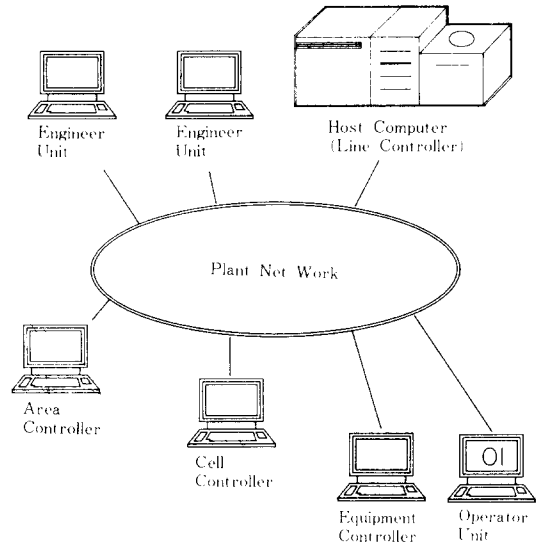 Engineer
Unit
Engineer
Unit
Host Computer
(Line Controller)
Plant Net Work
Area
Controller
Cell
Controller
OI
Equipment
Controller
Operator
Unit